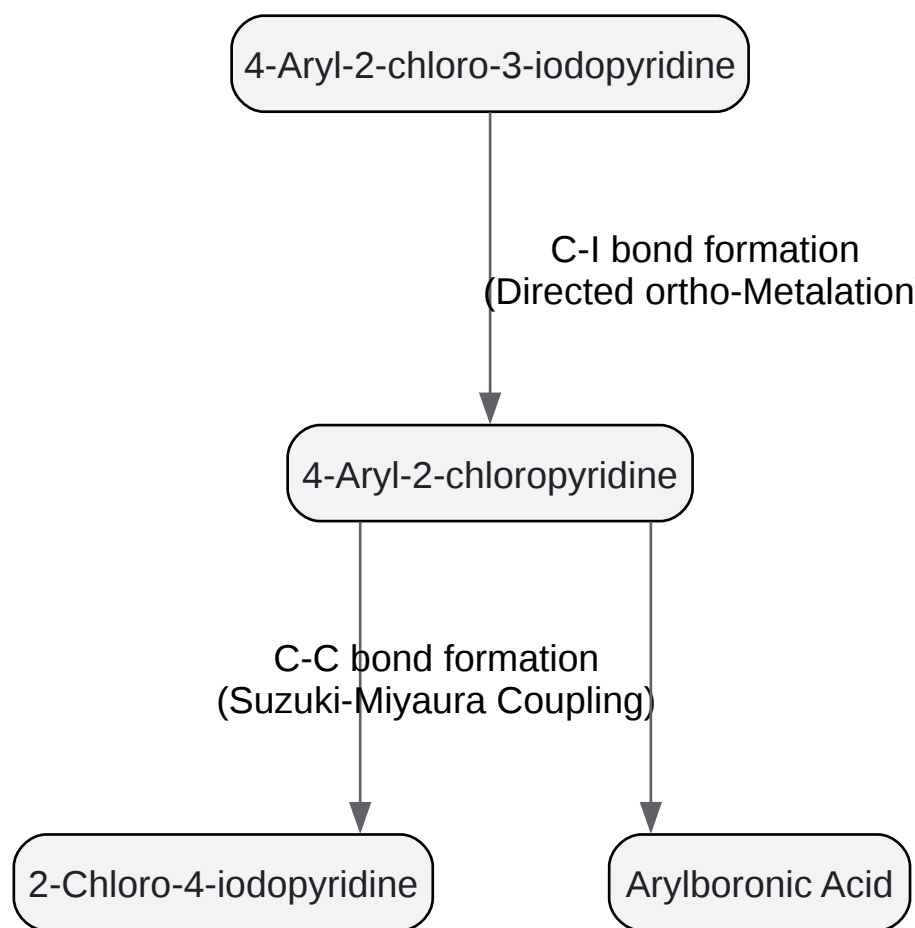 4-Aryl-2-chloro-3-iodopyridine
C-I bond formation
(Directed ortho-Metalation
4-Aryl-2-chloropyridine
C-C bond formation
(Suzuki-Miyaura Coupling)
2-Chloro-4-iodopyridine
Arylboronic Acid